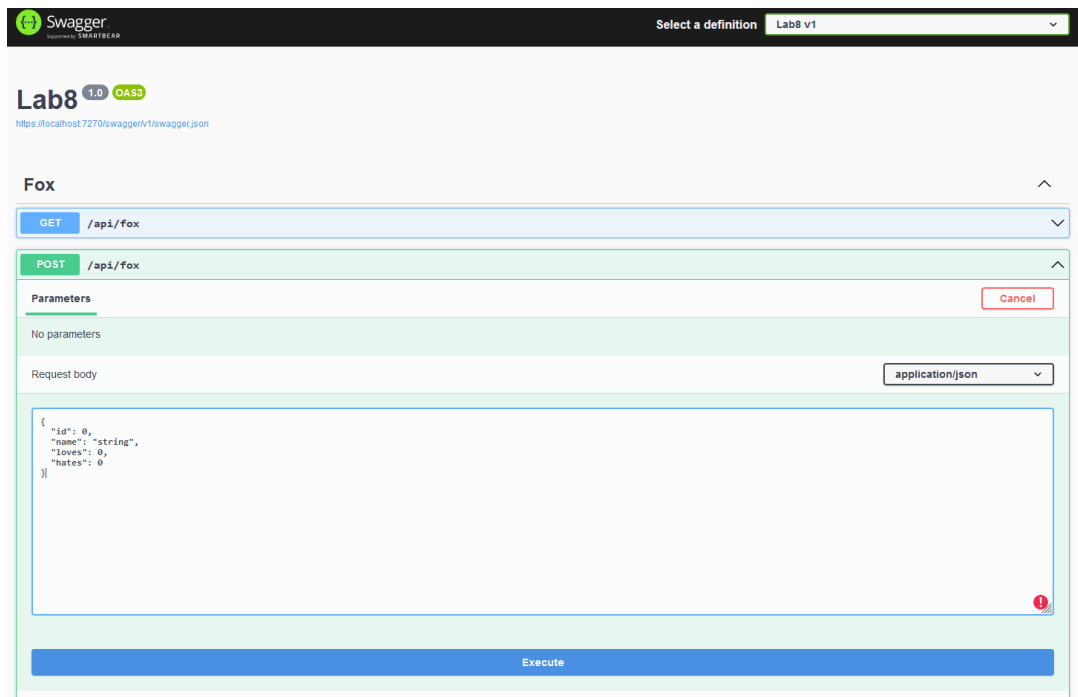 {··} Swagger.
Supported by SMARTBEAR
Select a definition Lab8 v1
Lab8 1.0 OAS3
https://localhost:7270/swagger/v1/swagger.json
Fox
GET /api/fox
POST /api/fox
Parameters Cancel
No parameters
Request body application/json
{
"id": 0,
"name": "string",
"loves": 0,
"hates": 0
}
!
Execute